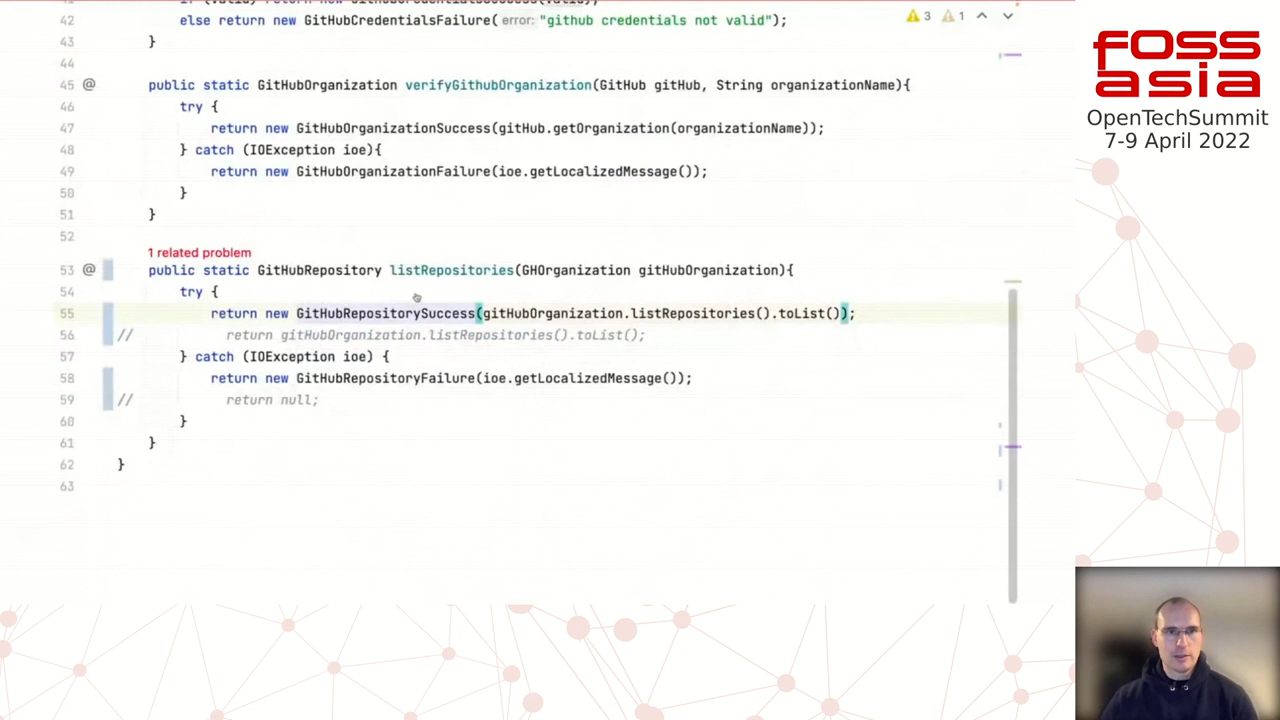 42 else return new GitHubCredentialsFailure( error: "github credentials not valid");
3 1
43 }
44
45 @ public static GitHubOrganization verifyGithubOrganization(GitHub gitHub, String organizationName){
46 try {
47 return new GitHubOrganizationSuccess(gitHub.getOrganization(organizationName));
48 } catch (IOException ioe){
49 return new GitHubOrganizationFailure(ioe.getLocalizedMessage());
50 }
51 }
52
1 related problem
53 @ public static GitHubRepository listRepositories(GHOrganization gitHubOrganization){
54 try {
55 return new GitHubRepositorySuccess(gitHubOrganization.listRepositories().toList());
56 // return gitHubOrganization.listRepositories().toList();
57 } catch (IOException ioe) {
58 return new GitHubRepositoryFailure(ioe.getLocalizedMessage());
59 // return null;
60 }
61 }
62 }
63
FOSS
asia
OpenTechSummit
7-9 April 2022